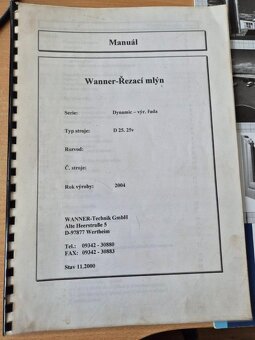 Manuál
Wanner-Řezací mlýn
Serie: Dynamic – výr. řada
Typ stroje: D 25. 25v
Rozvod:
Č. stroje:
Rok výroby: 2004
WANNER-Technik GmbH
Alte Heerstraße 5
D-97877 Wertheim
Tel.: 09342 - 30880
FAX: 09342 - 30883
Stav 11.2000